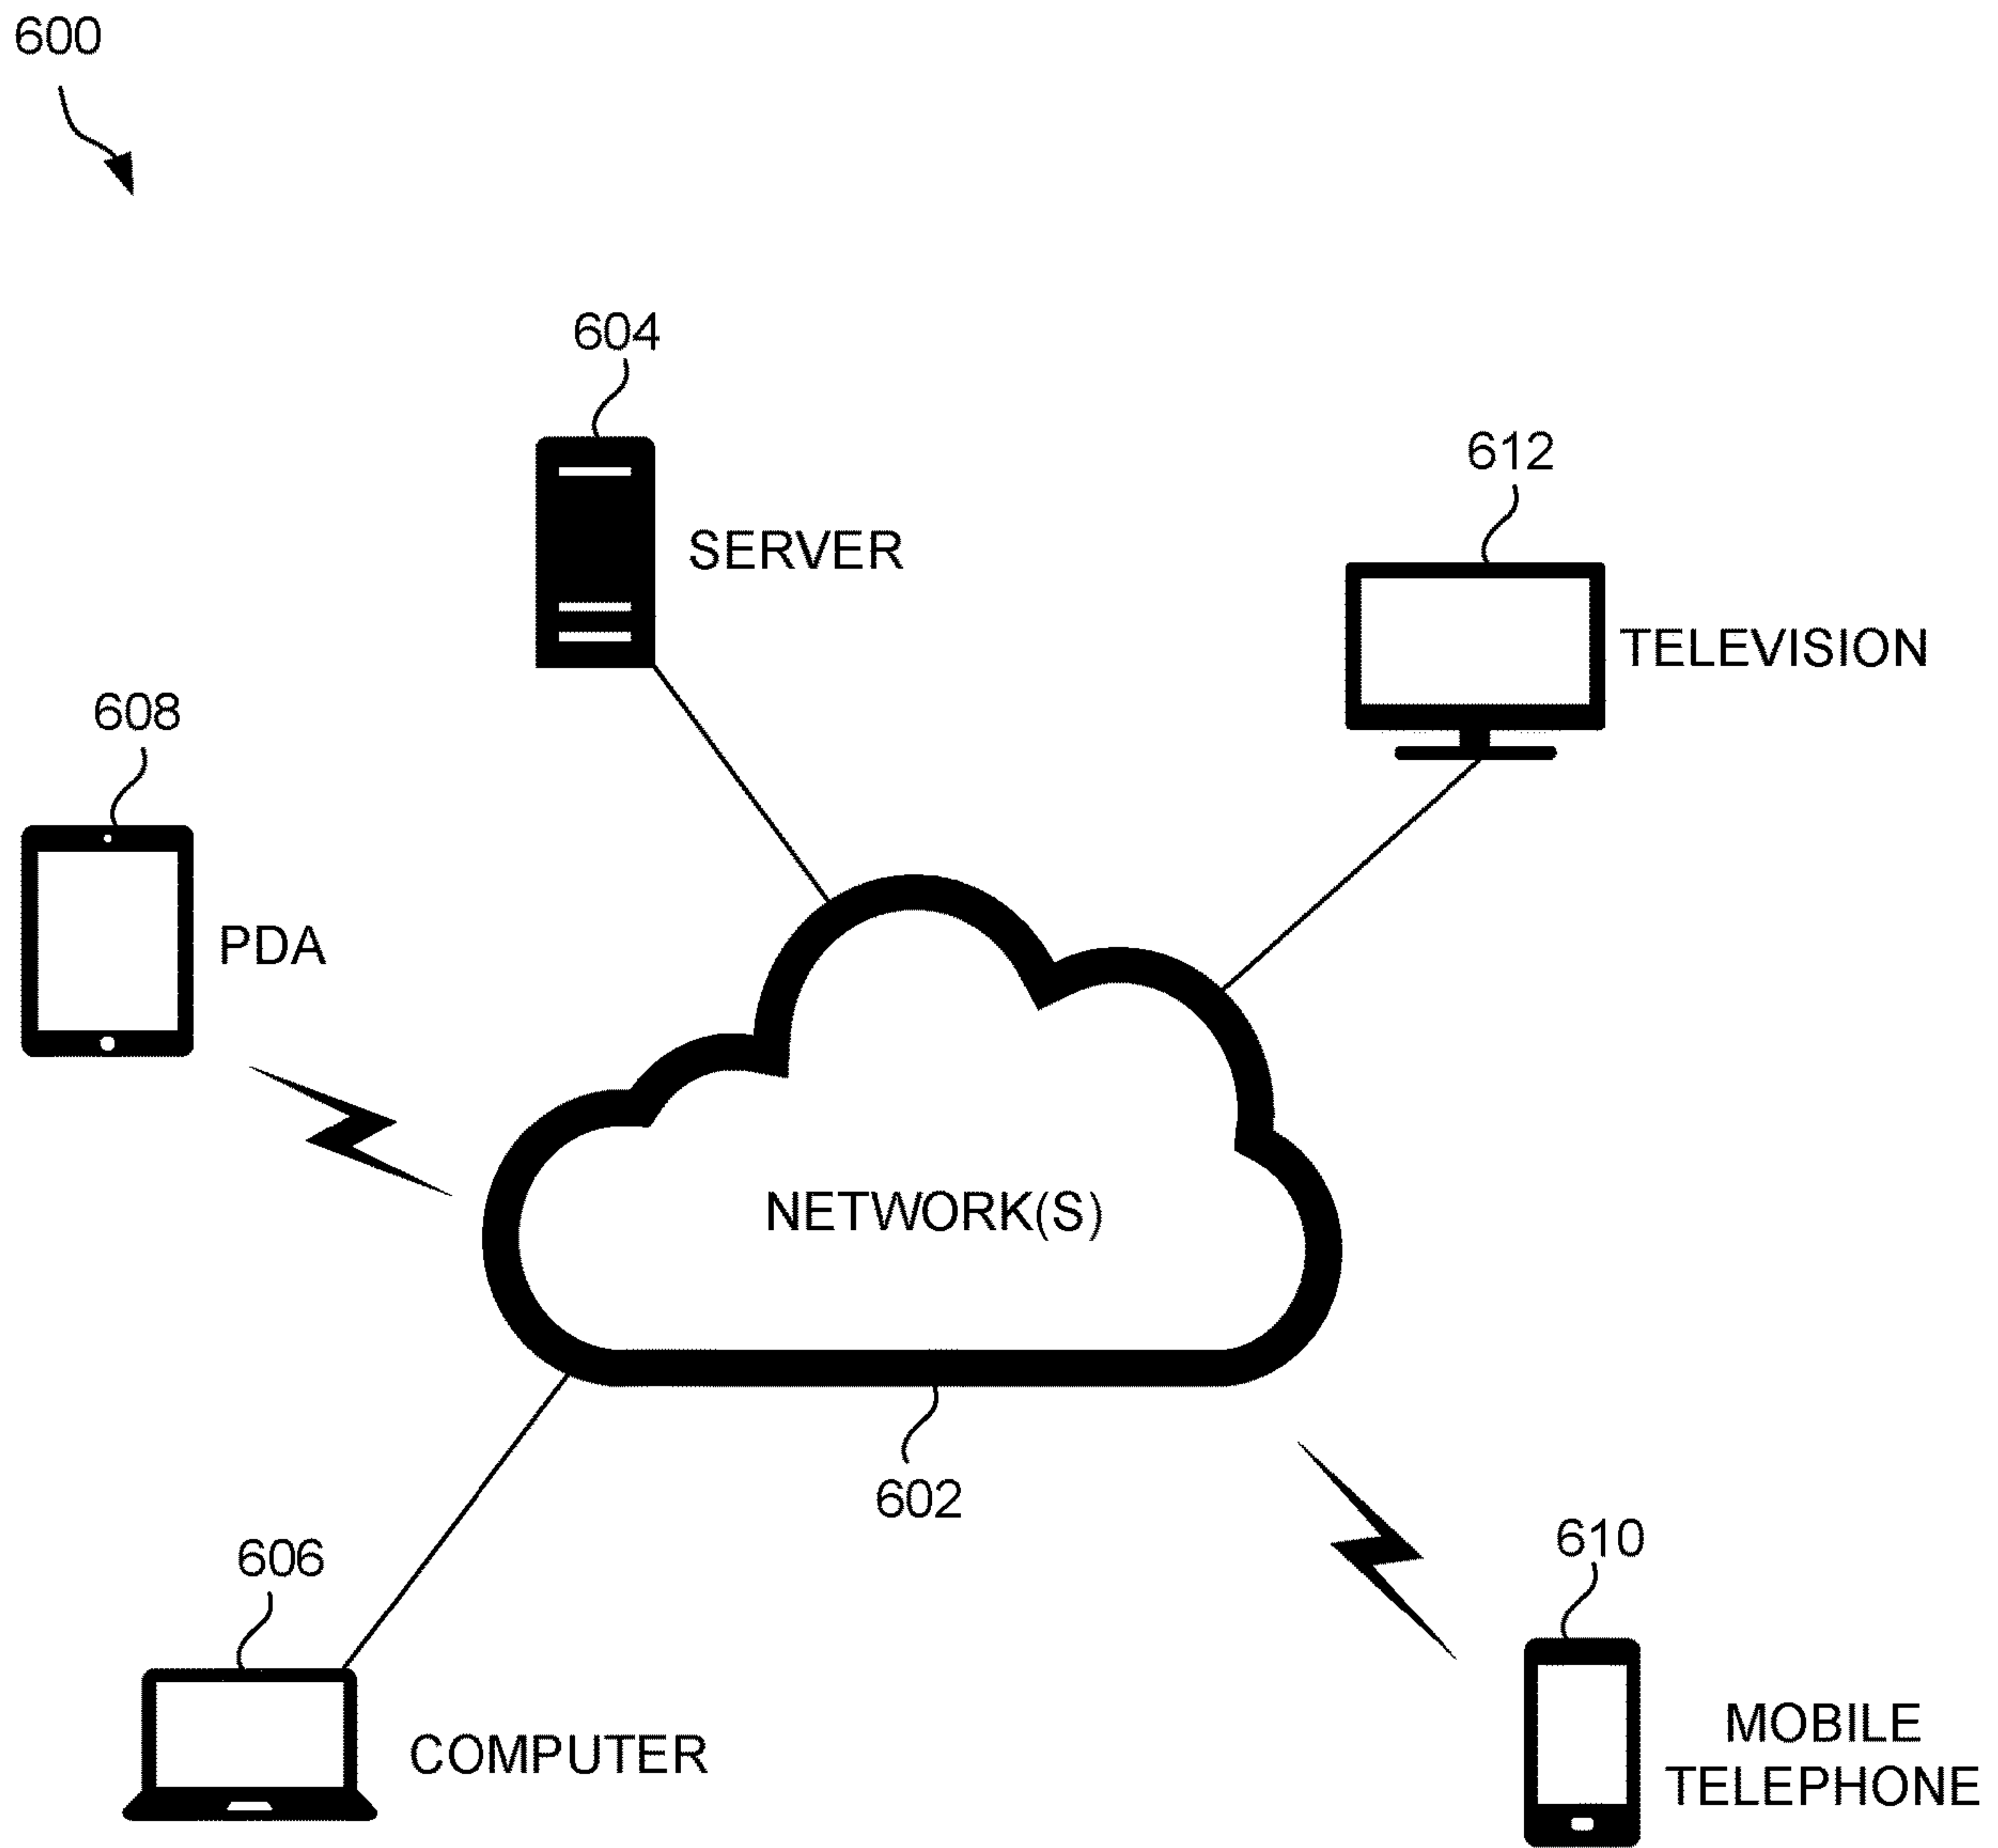 600
604
SERVER
612
TELEVISION
608
PDA
NETWORK(S)
602
606
COMPUTER
610
MOBILE
TELEPHONE